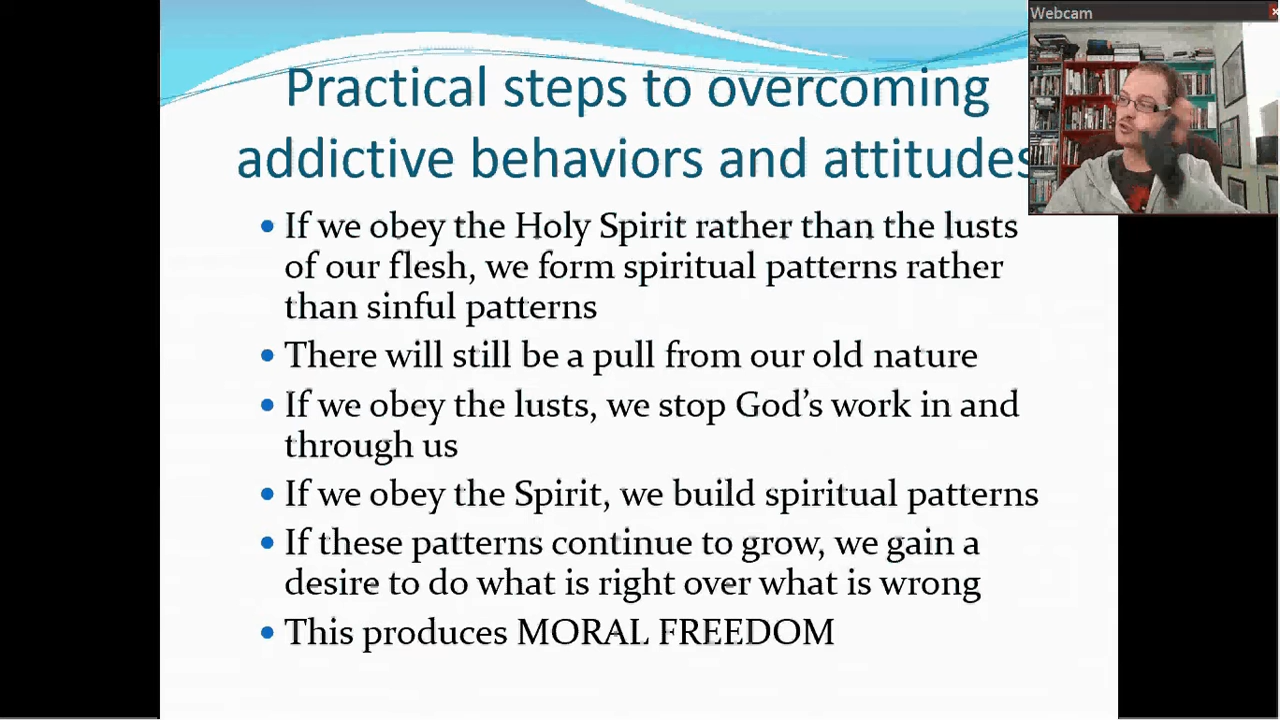 Webcam
Practical steps to overcoming
addictive behaviors and attitudes
• If we obey the Holy Spirit rather than the lusts
of our flesh, we form spiritual patterns rather
than sinful patterns
• There will still be a pull from our old nature
• If we obey the lusts, we stop God’s work in and
through us
• If we obey the Spirit, we build spiritual patterns
• If these patterns continue to grow, we gain a
desire to do what is right over what is wrong
• This produces MORAL FREEDOM